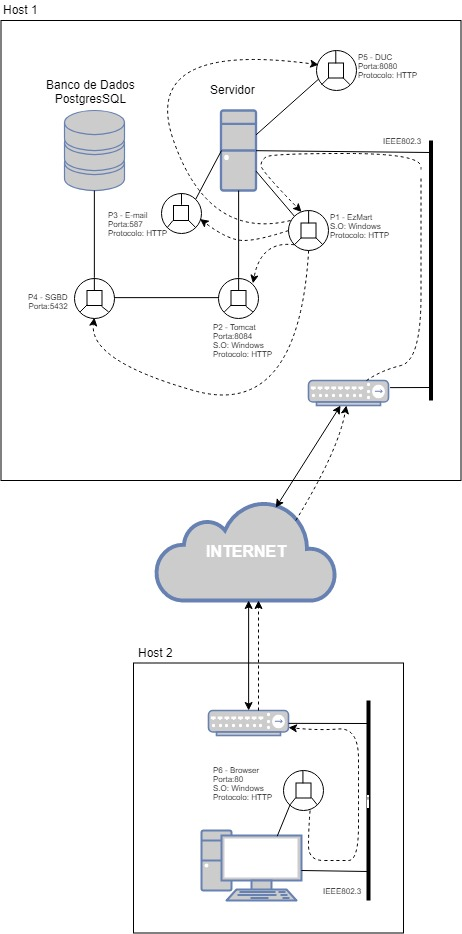 Host 1
P5 - DUC
Porta:8080
Protocolo: HTTP
Banco de Dados
PostgresSQL
Servidor
IEEE802.3
P3 - E-mail
Porta:587
Protocolo: HTTP
P1 - EzMart
S.O: Windows
Protocolo: HTTP
P4 - SGBD
Porta:5432
P2 - Tomcat
Porta:8084
S.O: Windows
Protocolo: HTTP
INTERNET
Host 2
P6 - Browser
Porta:80
S.O: Windows
Protocolo: HTTP
IEEE802.3